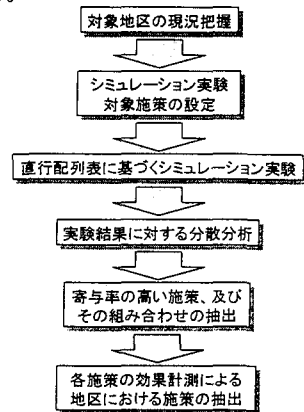 対象地区の現況把握
シミュレーション実験
対象施策の設定
直行配列表に基づくシミュレーション実験
実験結果に対する分散分析
寄与率の高い施策、及び
その組み合わせの抽出
各施策の効果計測による
地区における施策の抽出